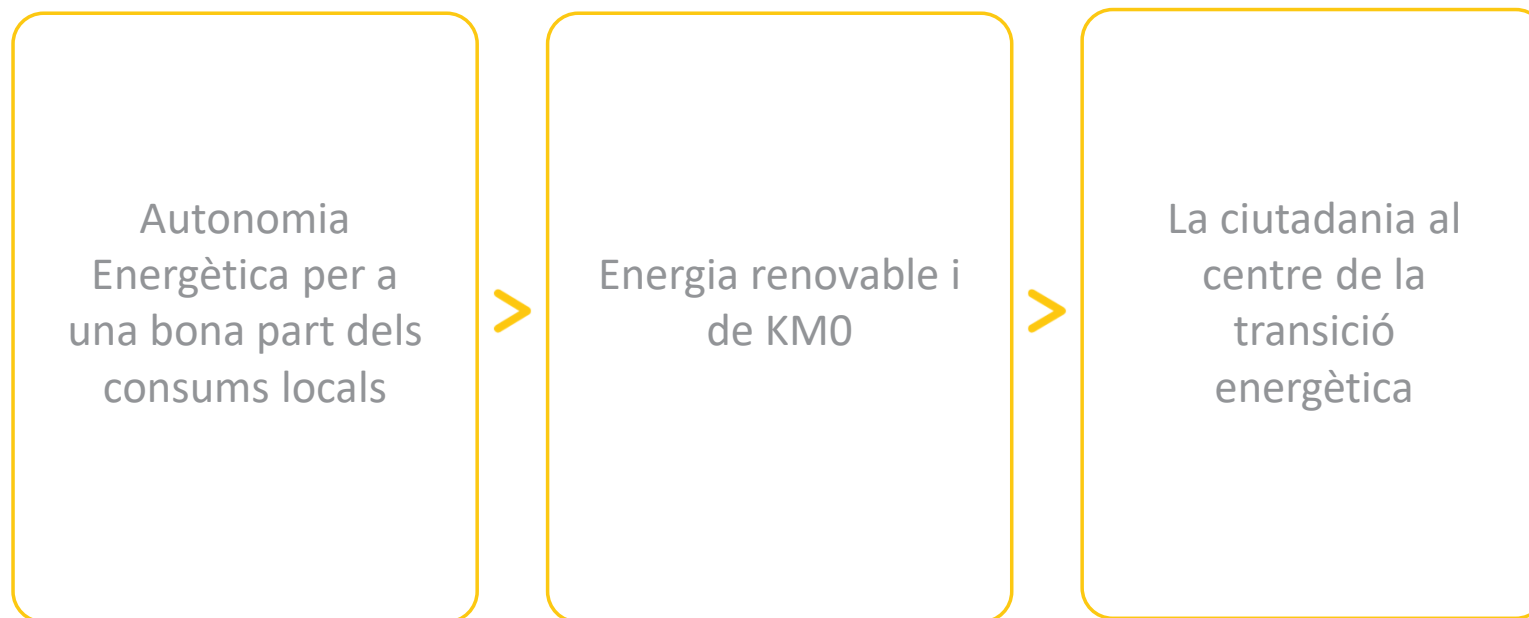 Autonomia
Energètica per a
una bona part dels
consums locals
>
Energia renovable i
de KM0
>
La ciutadania al
centre de la
transició
energètica